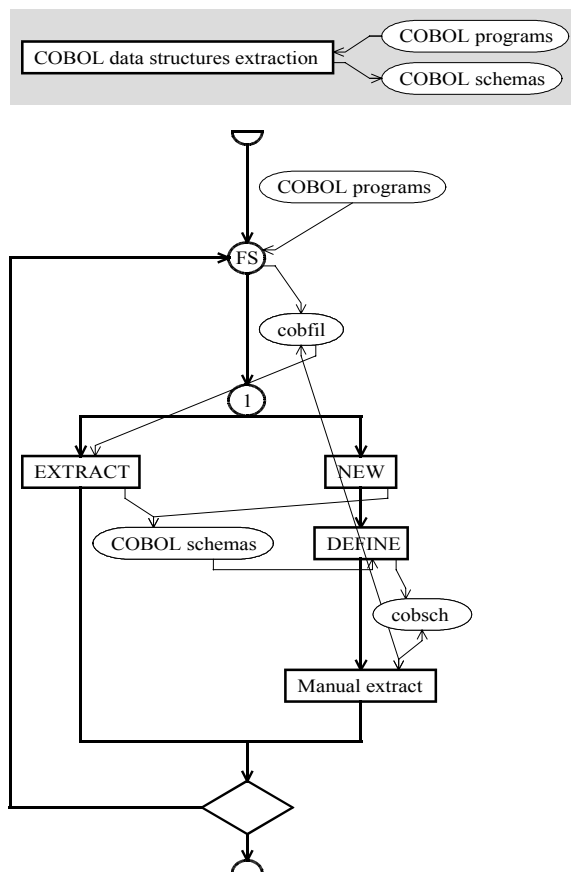 COBOL programs
COBOL data structures extraction
COBOL schemas
COBOL programs
FS
cobfil
1
EXTRACT
NEW
COBOL schemas
DEFINE
cobsch
Manual extract